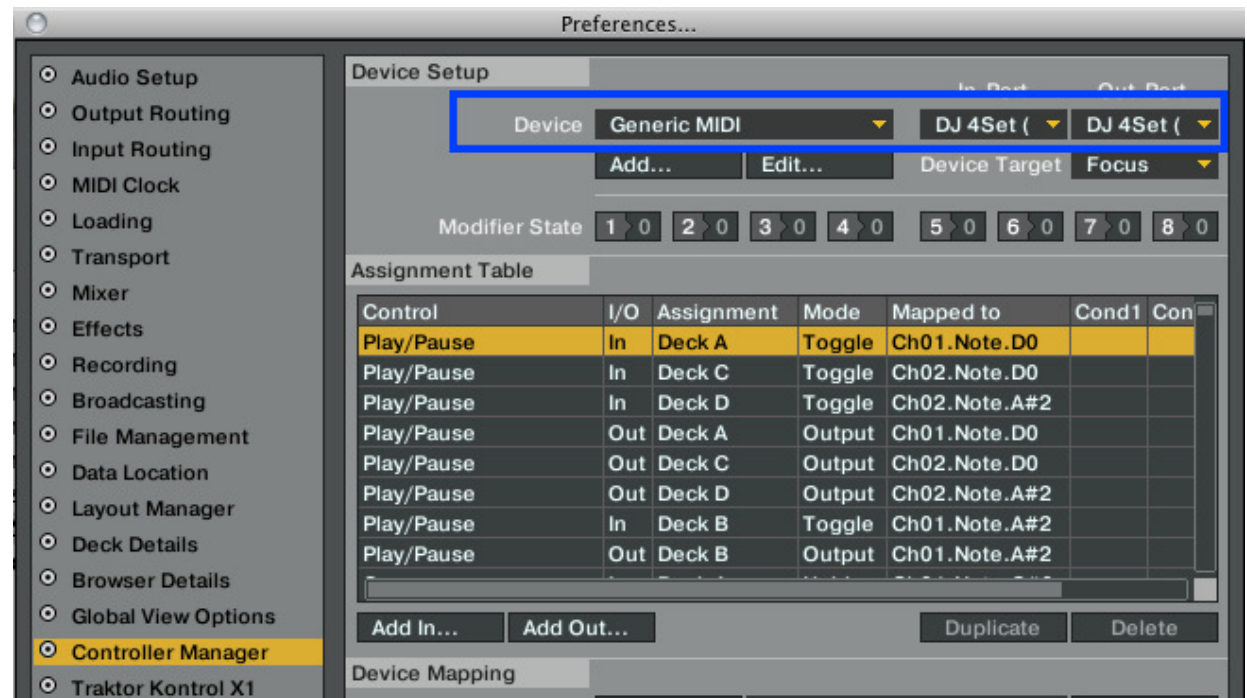 Preferences...
Audio Setup
Output Routing
Input Routing
MIDI Clock
Loading
Transport
Mixer
Effects
Recording
Broadcasting
File Management
Data Location
Layout Manager
Deck Details
Browser Details
Global View Options
Controller Manager
Traktor Kontrol X1
Device Setup
In-Port Out-Port
Device Generic MIDI DJ 4Set ( DJ 4Set (
Add... Edit... Device Target Focus
Modifier State 1 0 2 0 3 0 4 0 5 0 6 0 7 0 8 0
Assignment Table
Control I/O Assignment Mode Mapped to Cond1 Con
Play/Pause In Deck A Toggle Ch01.Note.D0
Play/Pause In Deck C Toggle Ch02.Note.D0
Play/Pause In Deck D Toggle Ch02.Note.A#2
Play/Pause Out Deck A Output Ch01.Note.D0
Play/Pause Out Deck C Output Ch02.Note.D0
Play/Pause Out Deck D Output Ch02.Note.A#2
Play/Pause In Deck B Toggle Ch01.Note.A#2
Play/Pause Out Deck B Output Ch01.Note.A#2
Add In... Add Out... Duplicate Delete
Device Mapping